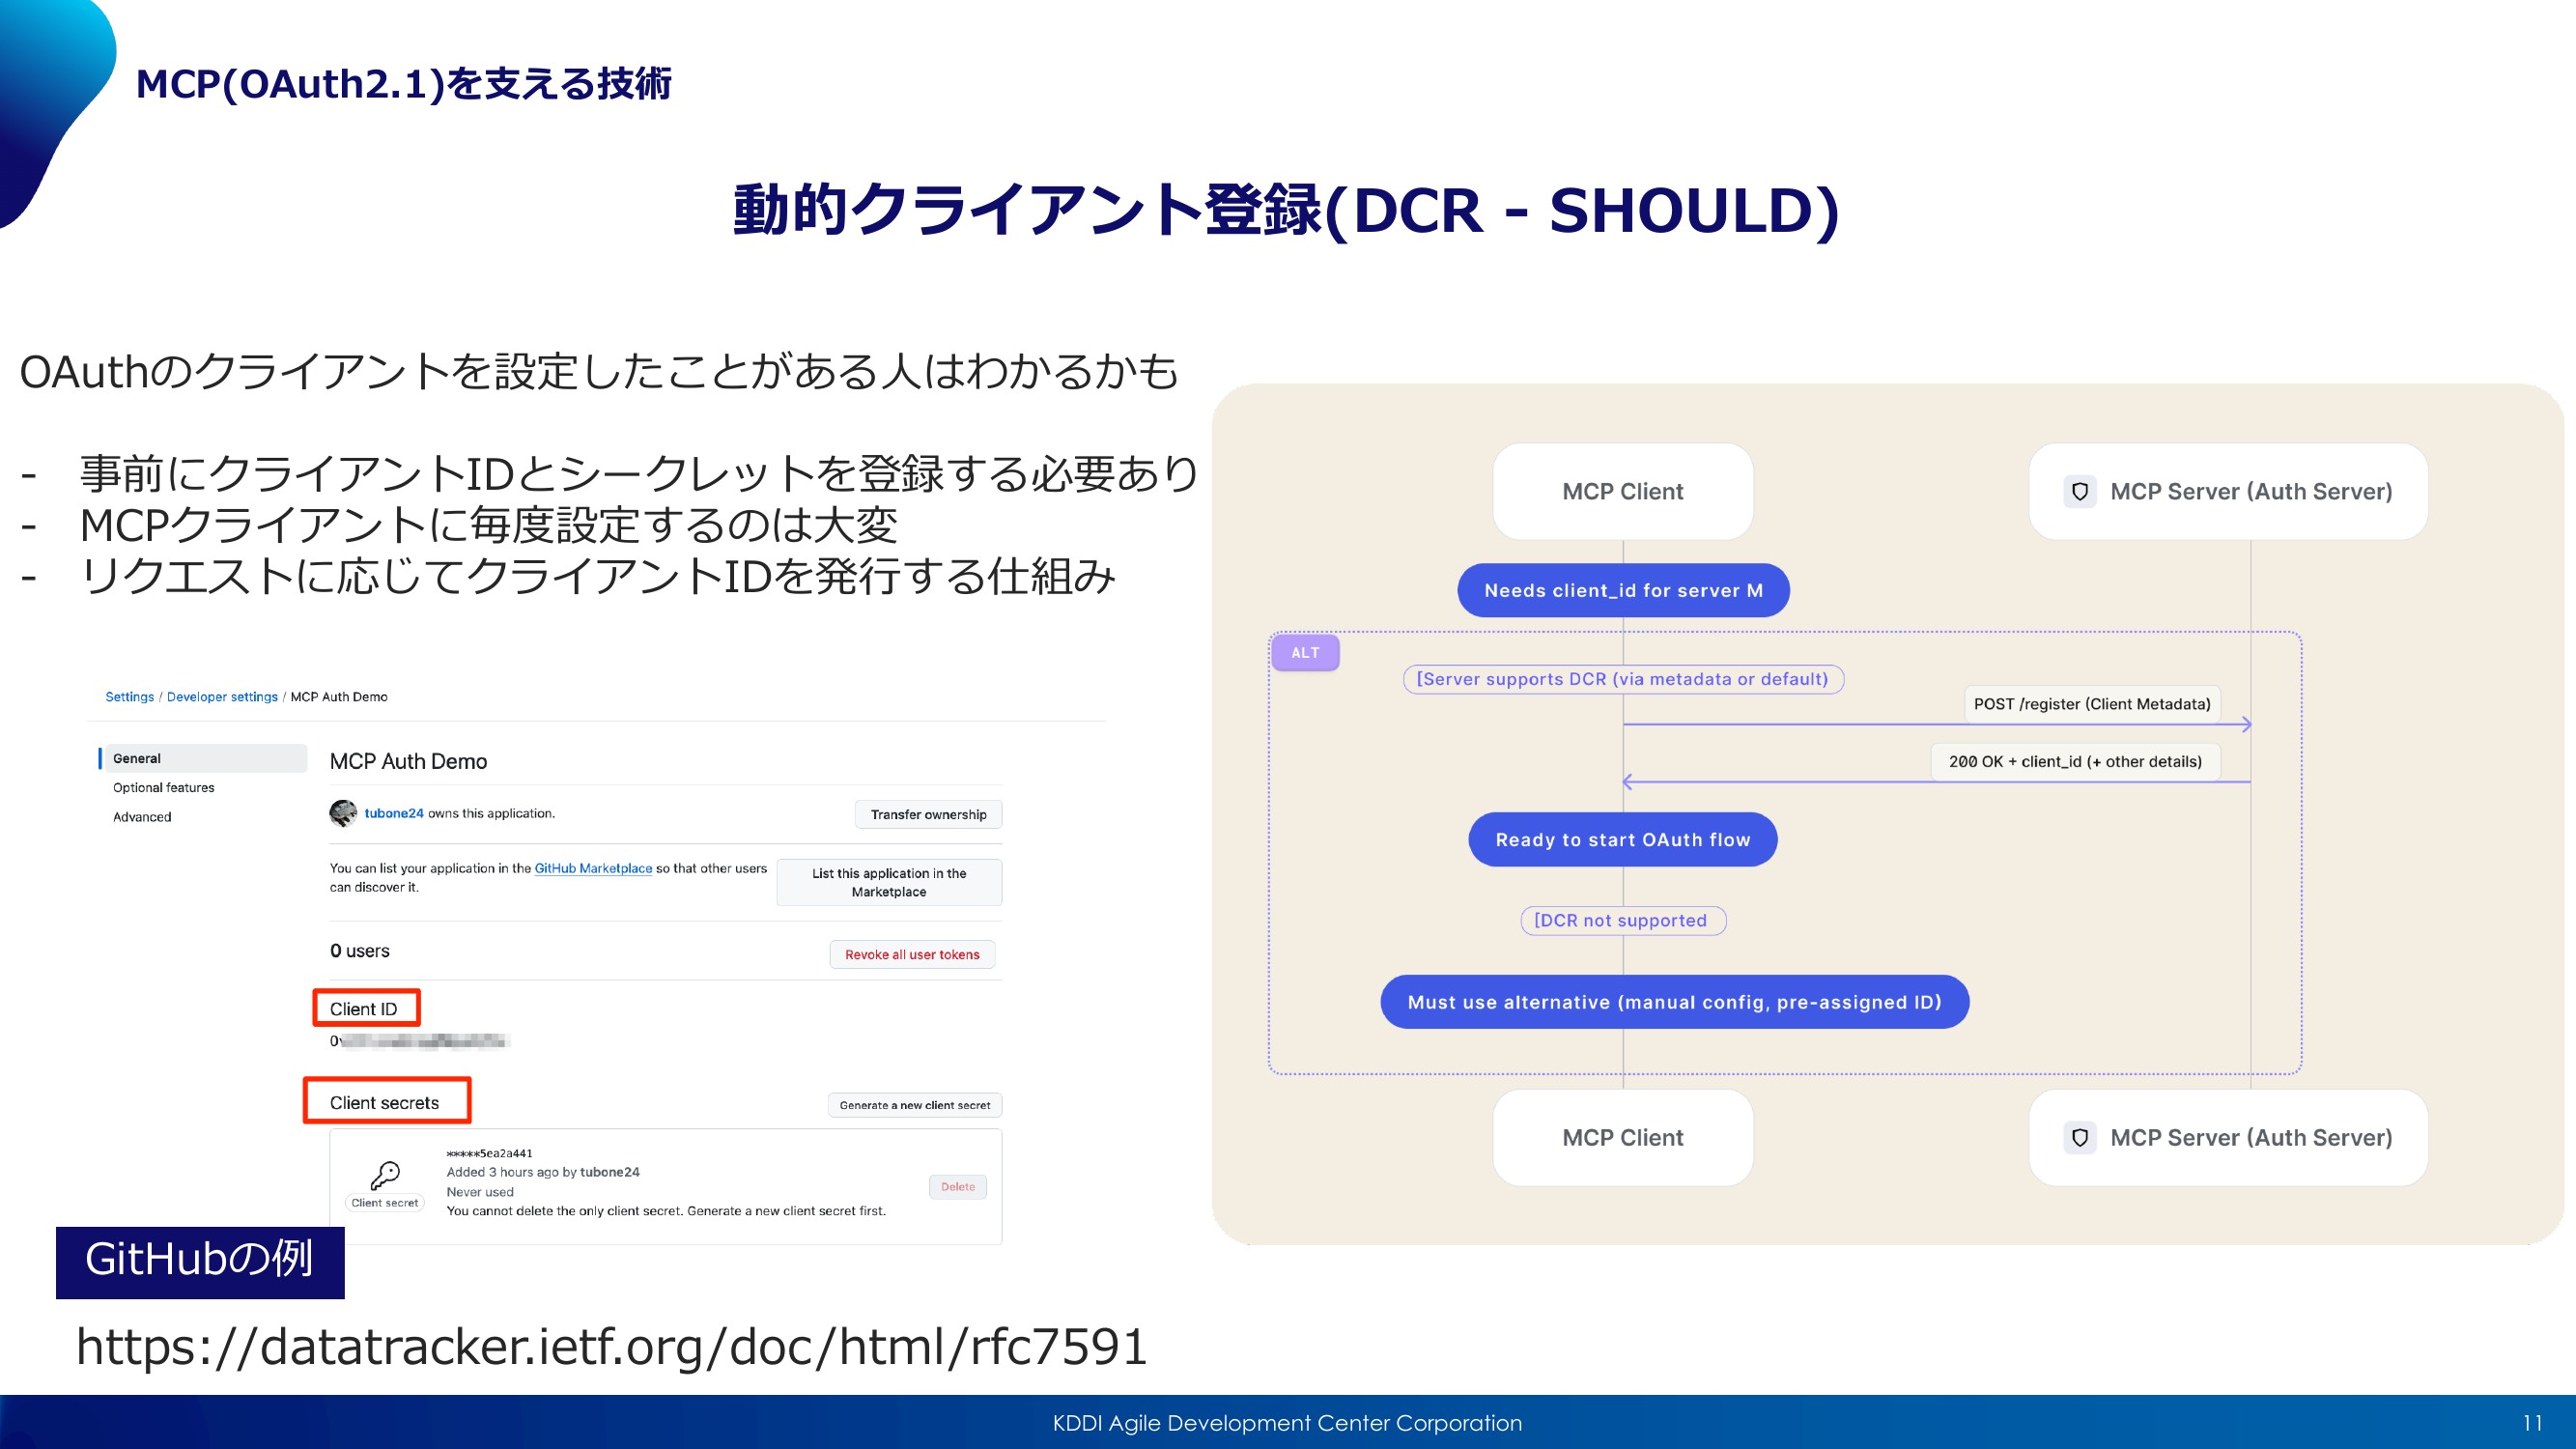 MCP(OAuth2.1)を支える技術
動的クライアント登録(DCR - SHOULD)
OAuthのクライアントを設定したことがある人はわかるかも
- 事前にクライアントIDとシークレットを登録する必要あり
- MCPクライアントに毎度設定するのは大変
- リクエストに応じてクライアントIDを発行する仕組み
Settings / Developer settings / MCP Auth Demo
General
Optional features
Advanced
MCP Auth Demo
tubone24 owns this application.
Transfer ownership
You can list your application in the GitHub Marketplace so that other users
can discover it.
List this application in the
Marketplace
0 users
Revoke all user tokens
Client ID
Client secrets
Generate a new client secret
*****5ea2a441
Added 3 hours ago by tubone24
Never used
You cannot delete the only client secret. Generate a new client secret first.
Client secret
Delete
GitHubの例
https://datatracker.ietf.org/doc/html/rfc7591
MCP Client
MCP Server (Auth Server)
Needs client_id for server M
ALT
[Server supports DCR (via metadata or default)
POST /register (Client Metadata)
200 OK + client_id (+ other details)
Ready to start OAuth flow
[DCR not supported
Must use alternative (manual config, pre-assigned ID)
MCP Client
MCP Server (Auth Server)
KDDI Agile Development Center Corporation
11